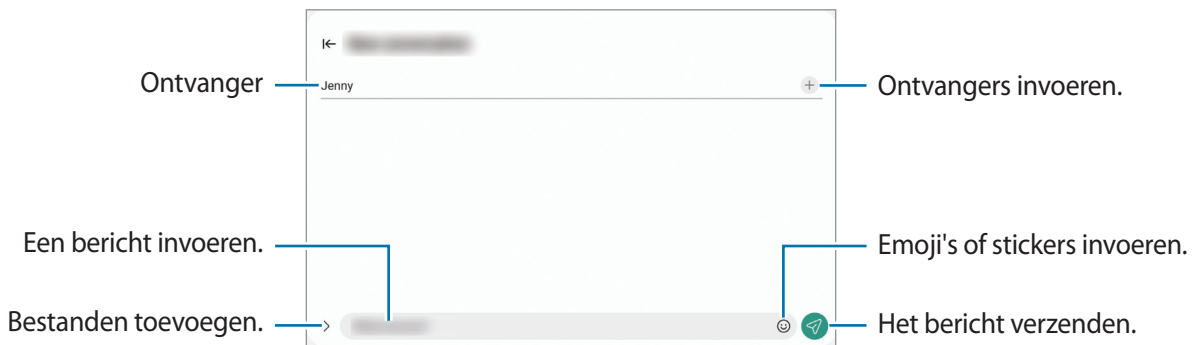 Ontvanger
Jenny
Ontvangers invoeren.
Een bericht invoeren.
Emoji's of stickers invoeren.
Bestanden toevoegen.
Het bericht verzenden.